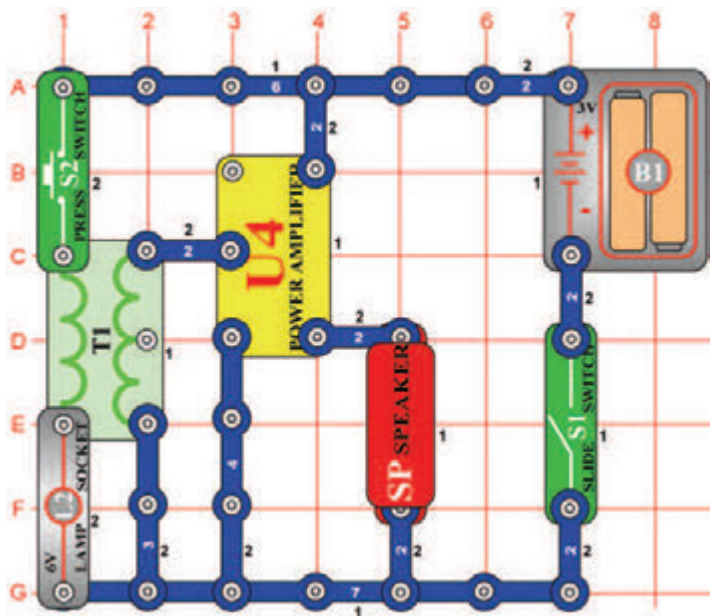 1 2 3 4 5 6 7 8
A
1
6
2
2
3V
+
-
B1
1
2
2
B
S2
PRESS SWITCH
2
U4
POWER AMPLIFIER
1
C
2
2
2
2
T1
1
D
2
2
SP SPEAKER
1
S1
SLIDE SWITCH
1
E
4
2
F
6V
LAMP SOCKET
2
3
2
2
2
2
2
G
7
1